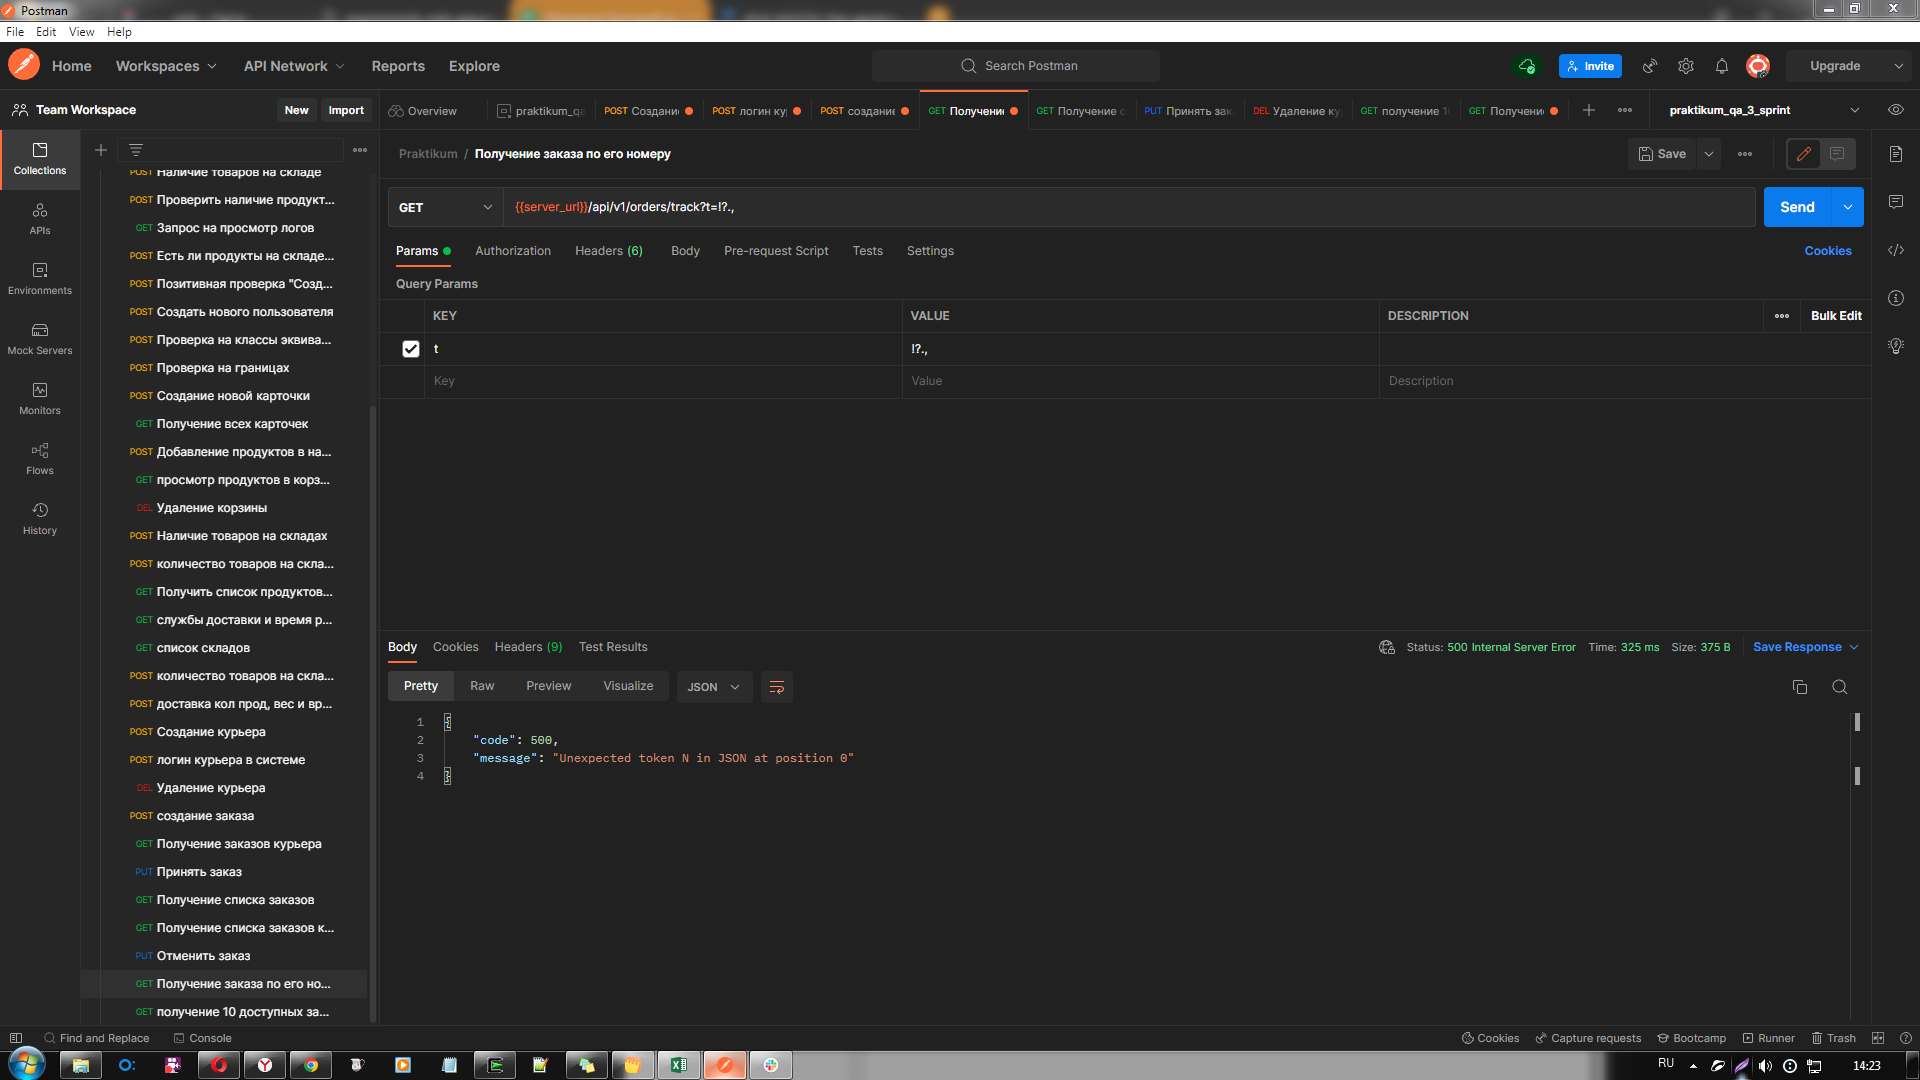 Postman
File Edit View Help
Home Workspaces API Network Reports Explore
Search Postman
Invite
Upgrade
Team Workspace
New
Import
Overview
praktikum_qa
POST Создани
POST логин ку
POST создание
GET Получени
GET Получение с
PUT Принять зак
DEL Удаление ку
GET получение 1
GET Получени
praktikum_qa_3_sprint
Collections
APIs
Environments
Mock Servers
Monitors
Flows
History
POST Наличие товаров на складе
POST Проверить наличие продукт...
GET Запрос на просмотр логов
POST Есть ли продукты на складе...
POST Позитивная проверка "Созд...
POST Создать нового пользователя
POST Проверка на классы эквива...
POST Проверка на границах
POST Создание новой карточки
GET Получение всех карточек
POST Добавление продуктов в на...
GET просмотр продуктов в корз...
DEL Удаление корзины
POST Наличие товаров на складах
POST количество товаров на скла...
GET Получить список продуктов...
GET службы доставки и время р...
GET список складов
POST количество товаров на скла...
POST доставка кол прод, вес и вр...
POST Создание курьера
POST логин курьера в системе
DEL Удаление курьера
POST создание заказа
GET Получение заказов курьера
PUT Принять заказ
GET Получение списка заказов
GET Получение списка заказов к...
PUT Отменить заказ
GET Получение заказа по его но...
GET получение 10 доступных за...
Praktikum / Получение заказа по его номеру
Save
GET {{server_url}}/api/v1/orders/track?t=!?.,
Send
Params Authorization Headers (6) Body Pre-request Script Tests Settings
Cookies
Query Params
KEY VALUE DESCRIPTION Bulk Edit
t !?.,
Key Value Description
Body Cookies Headers (9) Test Results
Status: 500 Internal Server Error Time: 325 ms Size: 375 B Save Response
Pretty Raw Preview Visualize JSON
1 {
2 "code": 500,
3 "message": "Unexpected token N in JSON at position 0"
4 }
Find and Replace Console
Cookies Capture requests Bootcamp Runner Trash
RU 14:23